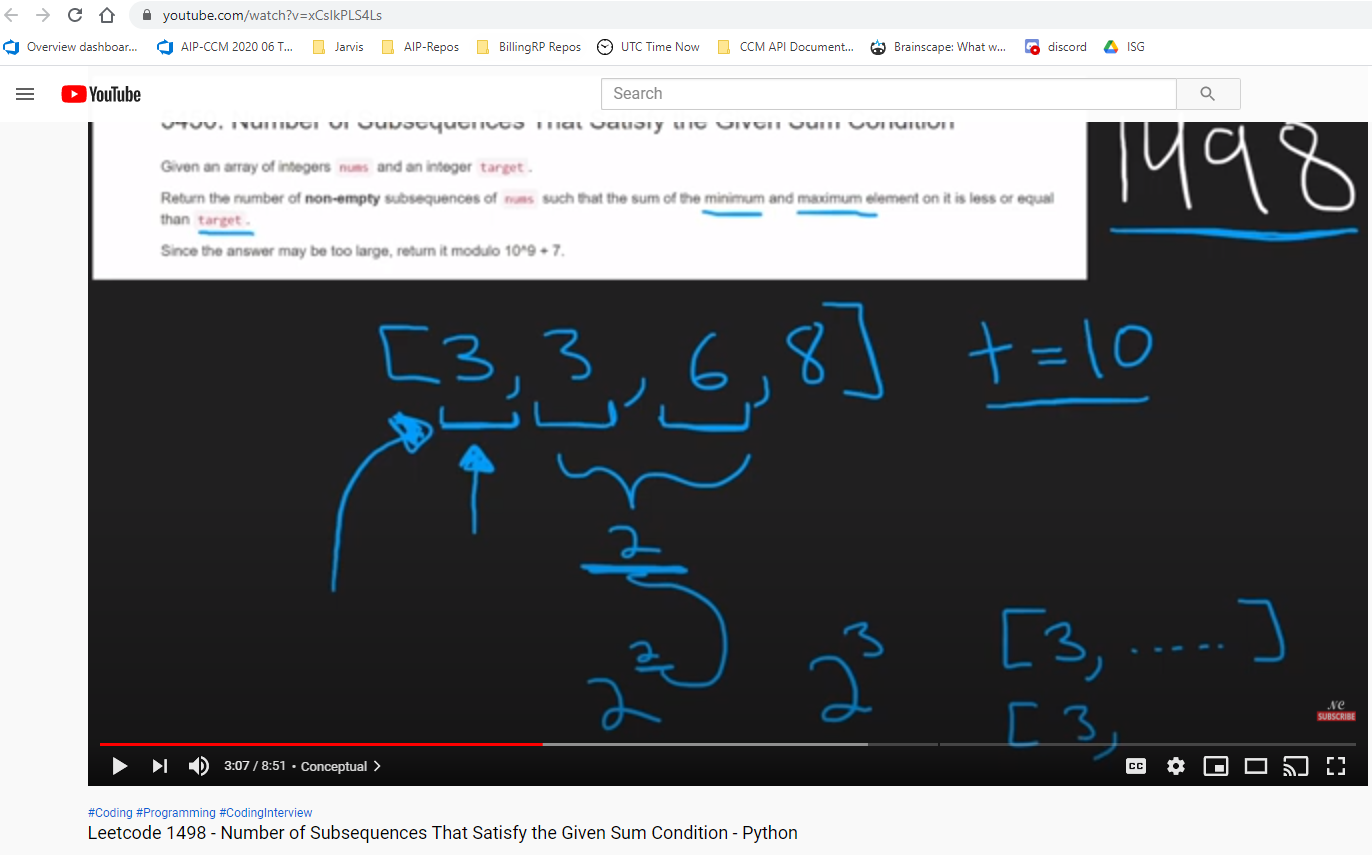 youtube.com/watch?v=xCsIkPLS4Ls
Overview dashboar... AIP-CCM 2020 06 T... Jarvis AIP-Repos BillingRP Repos UTC Time Now CCM API Document... Brainscape: What w... discord ISG
YouTube Search
5450. Number of Subsequences That Satisfy the Given Sum Condition
1498
Given an array of integers nums and an integer target.
Return the number of non-empty subsequences of nums such that the sum of the minimum and maximum element on it is less or equal
than target.
Since the answer may be too large, return it modulo 10^9 + 7.
[3, 3, 6, 8] t = 10
2
2^2 2^3 [3, ......]
[3,
NC
SUBSCRIBE
3:07 / 8:51 • Conceptual CC
#Coding #Programming #CodingInterview
Leetcode 1498 - Number of Subsequences That Satisfy the Given Sum Condition - Python